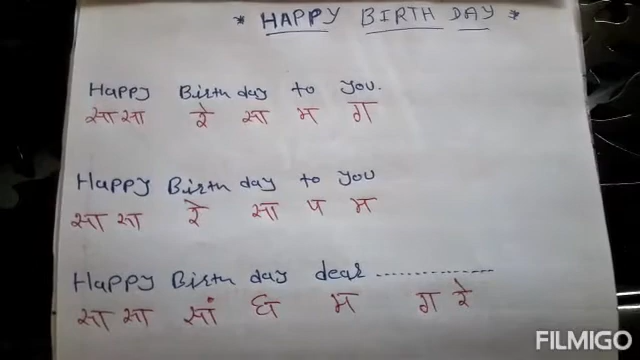 * HAPPY BIRTH DAY *
Happy Birth day to you.
सा सा रे सा म ग
Happy Birth day to you
सा सा रे सा प म
Happy Birth day dear ..............
सा सा सां ध म ग रे
FILMIGO